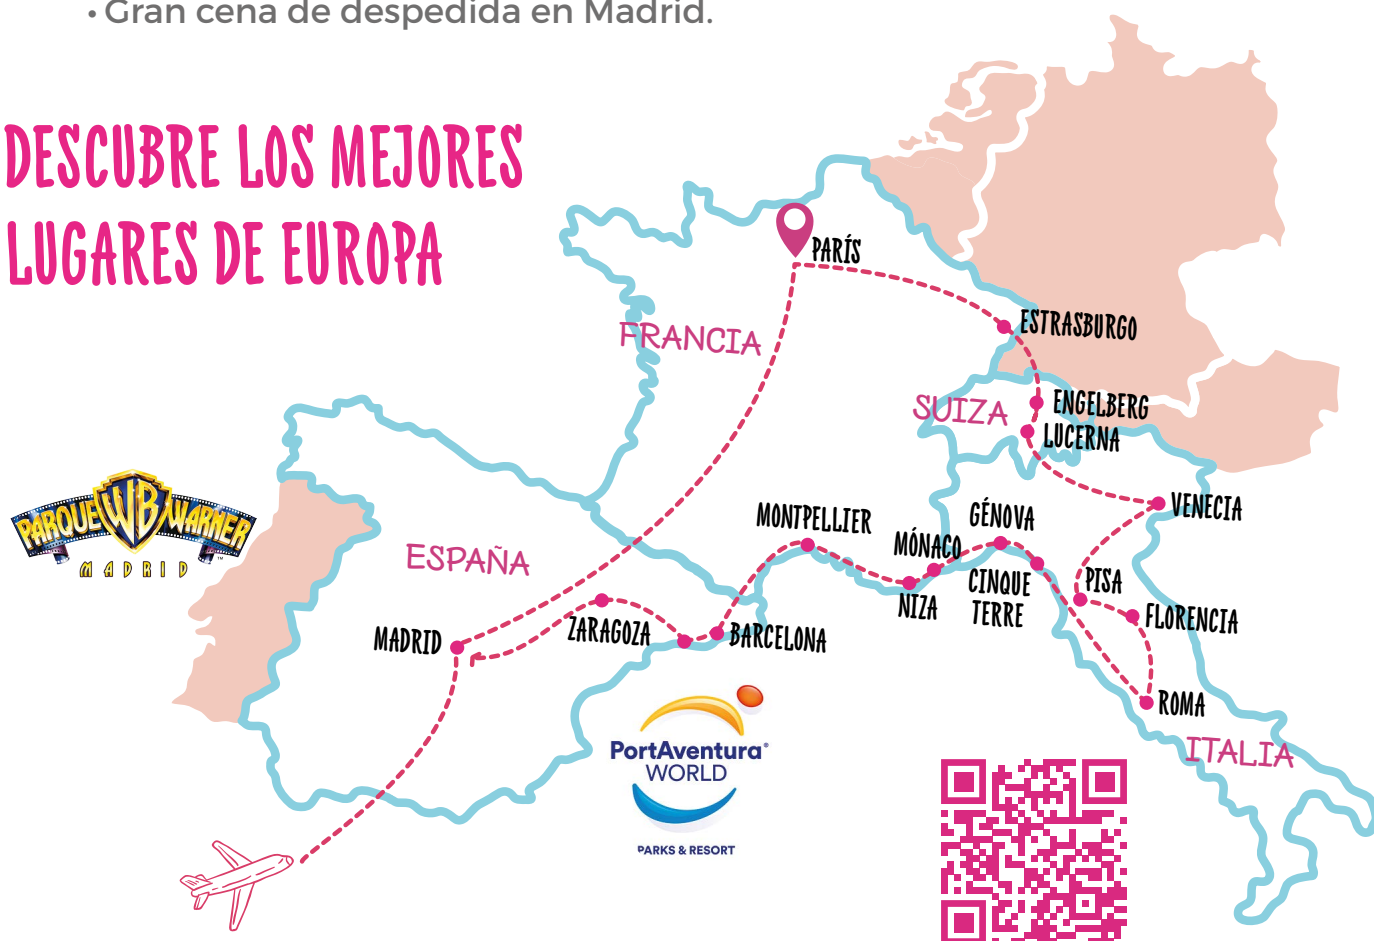 • Gran cena de despedida en Madrid.
DESCUBRE LOS MEJORES
LUGARES DE EUROPA
PARÍS
FRANCIA
ESTRASBURGO
SUIZA
ENGELBERG
LUCERNA
VENECIA
PARQUE WB WARNER
MADRID
™
ESPAÑA
MONTPELLIER
MÓNACO
GÉNOVA
NIZA
CINQUE
TERRE
PISA
FLORENCIA
MADRID
ZARAGOZA
BARCELONA
ROMA
ITALIA
PortAventura®
WORLD
PARKS & RESORT